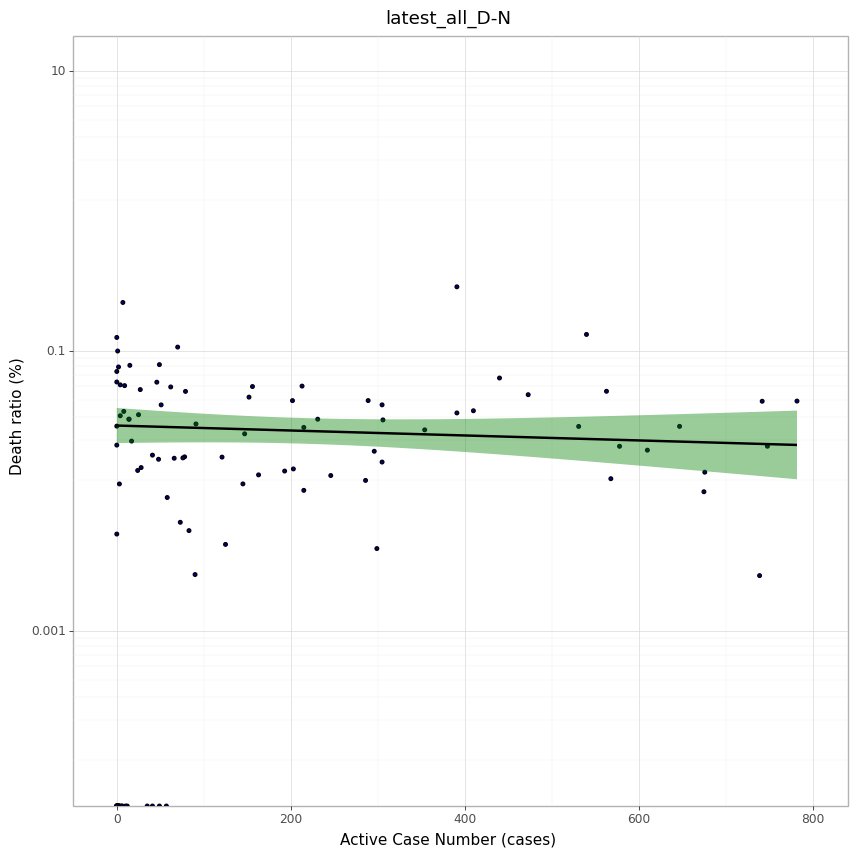 latest_all_D-N
10
0.1
0.001
Death ratio (%)
0
200
400
600
800
Active Case Number (cases)